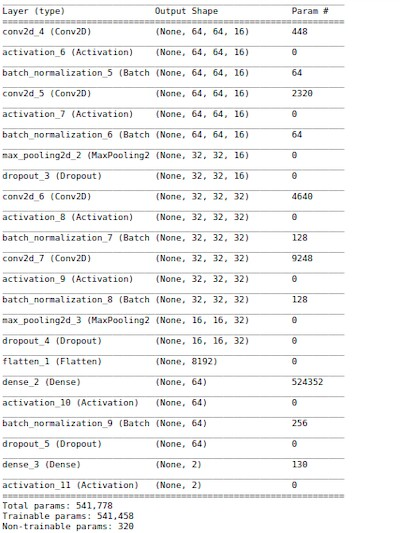 Layer (type) Output Shape Param #
conv2d_4 (Conv2D) (None, 64, 64, 16) 448
activation_6 (Activation) (None, 64, 64, 16) 0
batch_normalization_5 (Batch (None, 64, 64, 16) 64
conv2d_5 (Conv2D) (None, 64, 64, 16) 2320
activation_7 (Activation) (None, 64, 64, 16) 0
batch_normalization_6 (Batch (None, 64, 64, 16) 64
max_pooling2d_2 (MaxPooling2 (None, 32, 32, 16) 0
dropout_3 (Dropout) (None, 32, 32, 16) 0
conv2d_6 (Conv2D) (None, 32, 32, 32) 4640
activation_8 (Activation) (None, 32, 32, 32) 0
batch_normalization_7 (Batch (None, 32, 32, 32) 128
conv2d_7 (Conv2D) (None, 32, 32, 32) 9248
activation_9 (Activation) (None, 32, 32, 32) 0
batch_normalization_8 (Batch (None, 32, 32, 32) 128
max_pooling2d_3 (MaxPooling2 (None, 16, 16, 32) 0
dropout_4 (Dropout) (None, 16, 16, 32) 0
flatten_1 (Flatten) (None, 8192) 0
dense_2 (Dense) (None, 64) 524352
activation_10 (Activation) (None, 64) 0
batch_normalization_9 (Batch (None, 64) 256
dropout_5 (Dropout) (None, 64) 0
dense_3 (Dense) (None, 2) 130
activation_11 (Activation) (None, 2) 0
Total params: 541,778
Trainable params: 541,458
Non-trainable params: 320